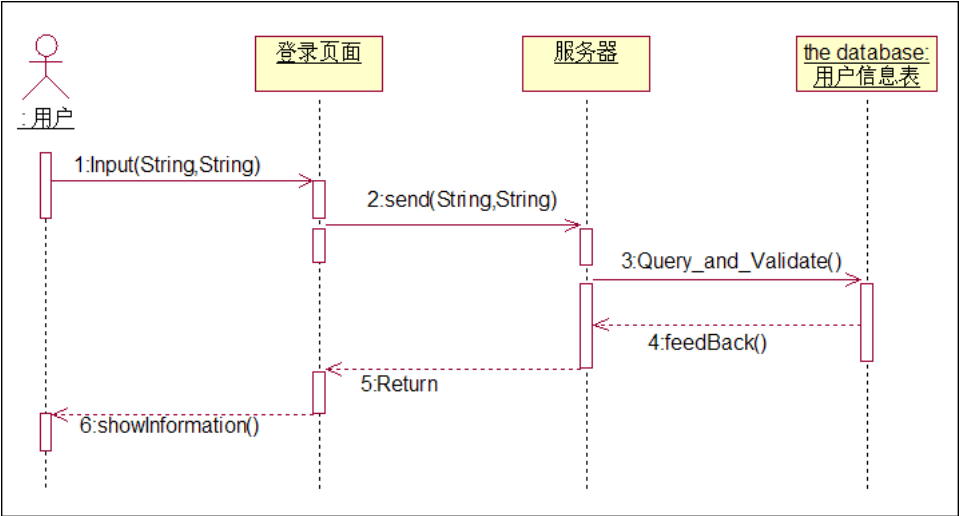 : 用户
登录页面
服务器
the database:
用户信息表
1:Input(String,String)
2:send(String,String)
3:Query_and_Validate()
4:feedBack()
5:Return
6:showInformation()